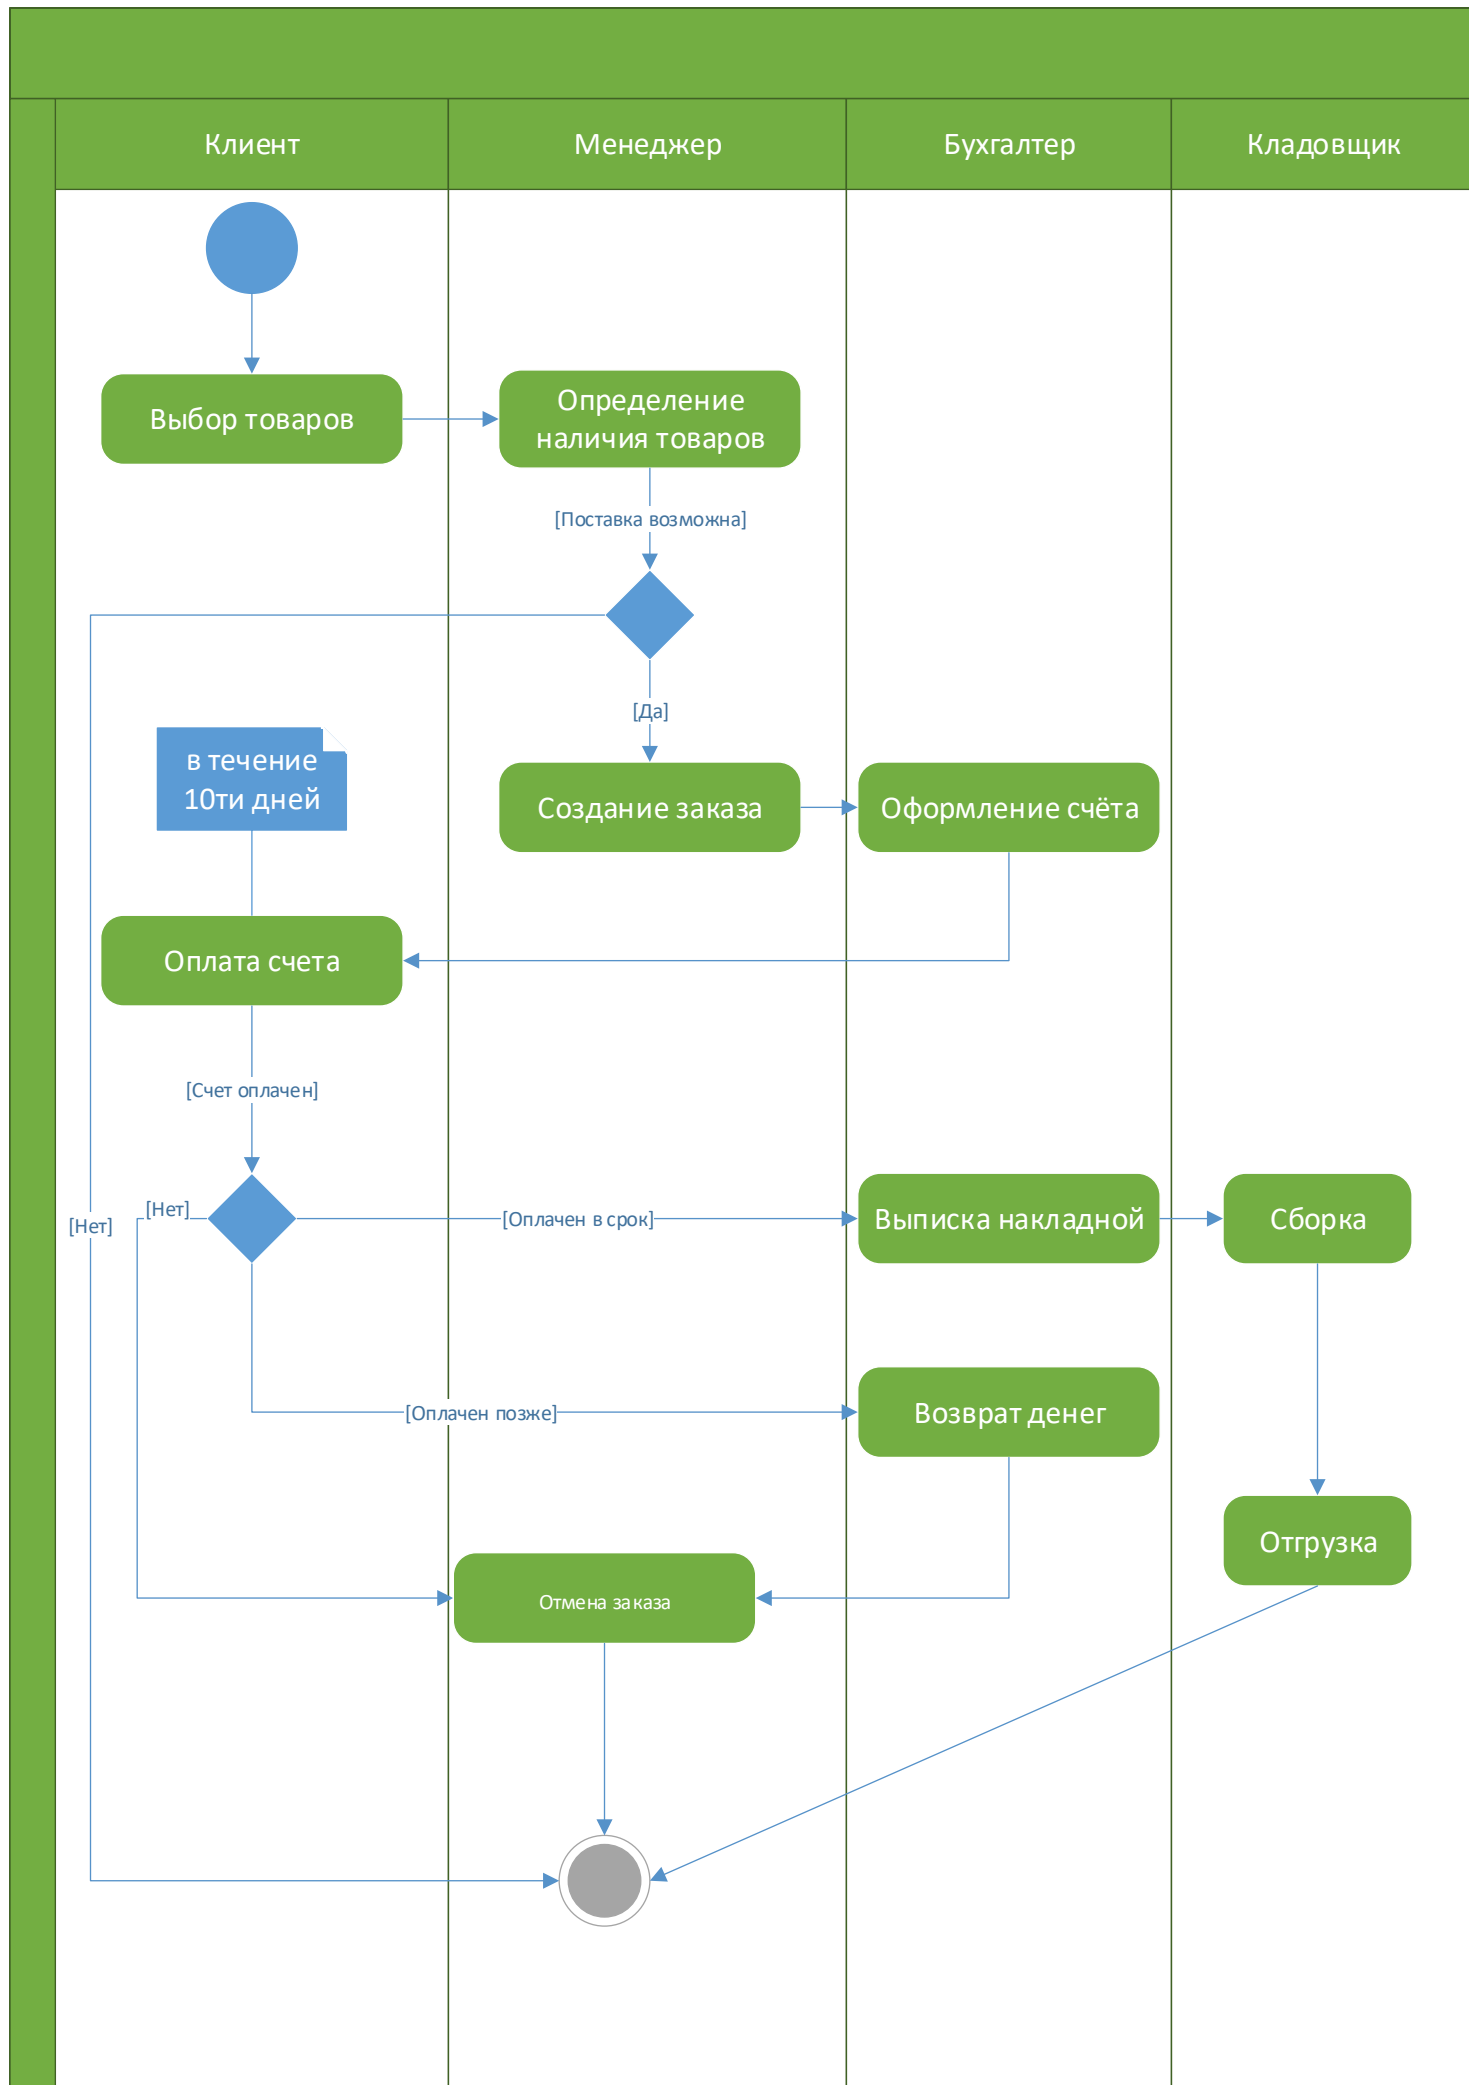 Клиент
Менеджер
Бухгалтер
Кладовщик
Выбор товаров
Определение
наличия товаров
[Поставка возможна]
[Да]
в течение
10ти дней
Создание заказа
Оформление счёта
Оплата счета
[Счет оплачен]
[Нет]
[Нет]
[Оплачен в срок]
Выписка накладной
Сборка
[Оплачен позже]
Возврат денег
Отгрузка
Отмена заказа